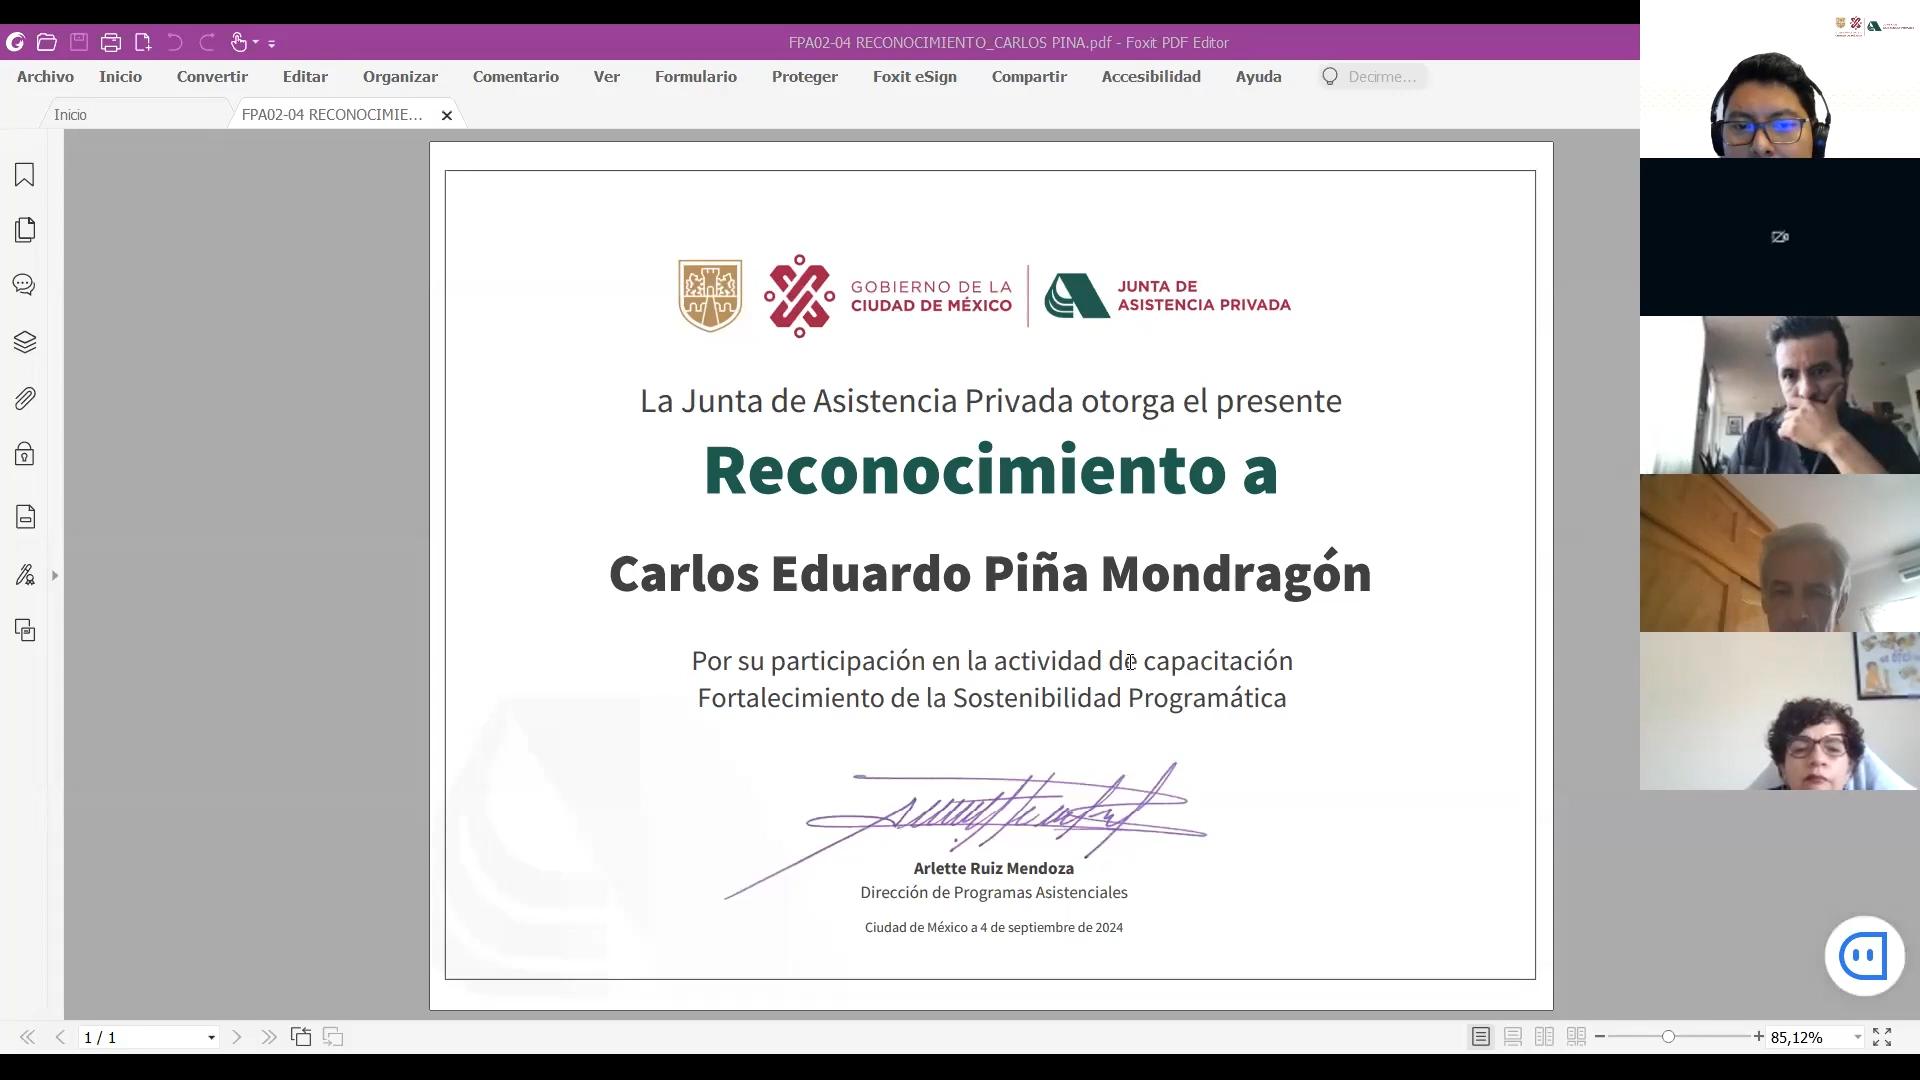 FPA02-04 RECONOCIMIENTO_CARLOS PINA.pdf - Foxit PDF Editor
Archivo Inicio Convertir Editar Organizar Comentario Ver Formulario Proteger Foxit eSign Compartir Accesibilidad Ayuda Decirme...
Inicio FPA02-04 RECONOCIMIE...
GOBIERNO DE LA
CIUDAD DE MÉXICO
JUNTA DE
ASISTENCIA PRIVADA
La Junta de Asistencia Privada otorga el presente
Reconocimiento a
Carlos Eduardo Piña Mondragón
Por su participación en la actividad de capacitación
Fortalecimiento de la Sostenibilidad Programática
Arlette Ruiz Mendoza
Dirección de Programas Asistenciales
Ciudad de México a 4 de septiembre de 2024
1 / 1
85,12%